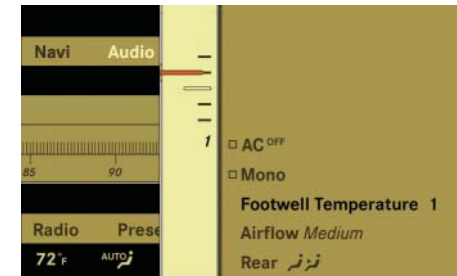 Navi Audio
85 90
Radio Prese
72°F AUTO
1
AC OFF
Mono
Footwell Temperature 1
Airflow Medium
Rear